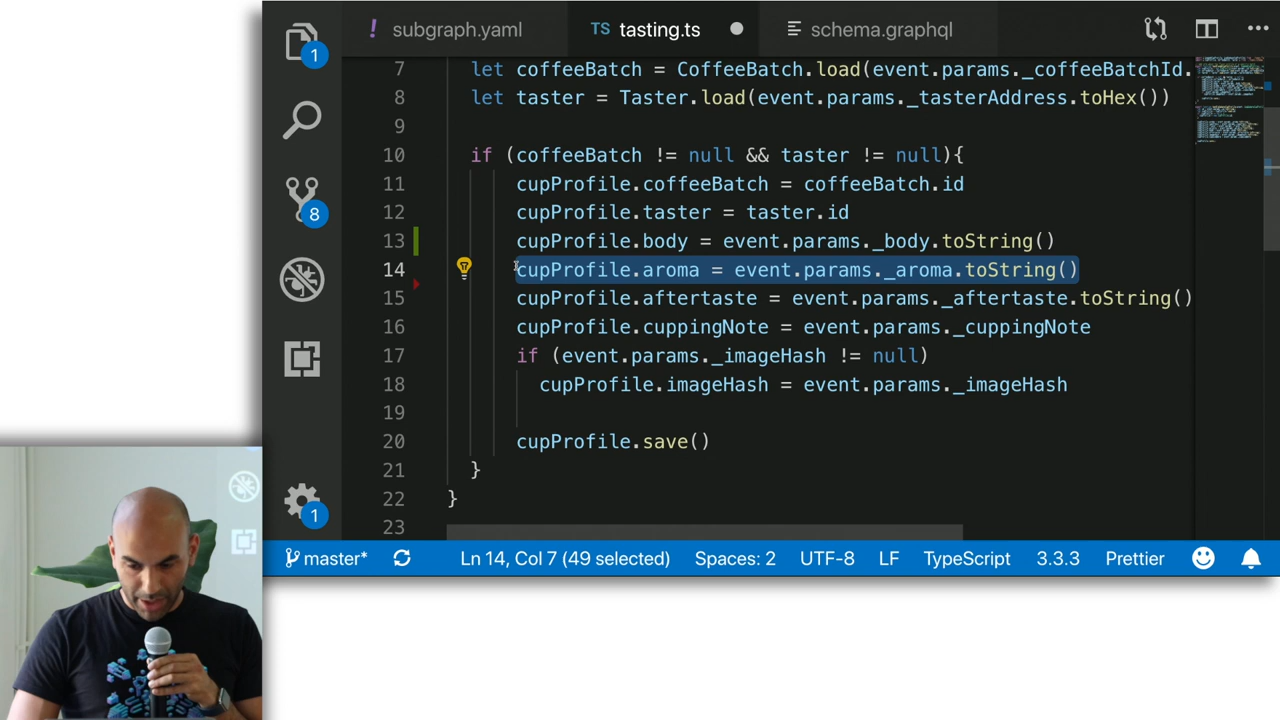 ! subgraph.yaml TS tasting.ts schema.graphql
7 let coffeeBatch = CoffeeBatch.load(event.params._coffeeBatchId.
8 let taster = Taster.load(event.params._tasterAddress.toHex())
9
10 if (coffeeBatch != null && taster != null){
11 cupProfile.coffeeBatch = coffeeBatch.id
12 cupProfile.taster = taster.id
13 cupProfile.body = event.params._body.toString()
14 cupProfile.aroma = event.params._aroma.toString()
15 cupProfile.aftertaste = event.params._aftertaste.toString()
16 cupProfile.cuppingNote = event.params._cuppingNote
17 if (event.params._imageHash != null)
18 cupProfile.imageHash = event.params._imageHash
19
20 cupProfile.save()
21 }
22 }
23
1
8
1
master* Ln 14, Col 7 (49 selected) Spaces: 2 UTF-8 LF TypeScript 3.3.3 Prettier